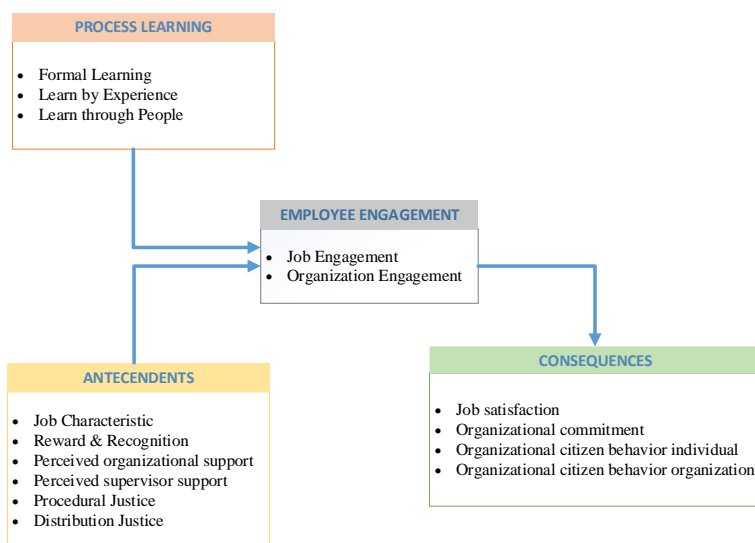 PROCESS LEARNING
• Formal Learning
• Learn by Experience
• Learn through People
EMPLOYEE ENGAGEMENT
• Job Engagement
• Organization Engagement
ANTECENDENTS
• Job Characteristic
• Reward & Recognition
• Perceived organizational support
• Perceived supervisor support
• Procedural Justice
• Distribution Justice
CONSEQUENCES
• Job satisfaction
• Organizational commitment
• Organizational citizen behavior individual
• Organizational citizen behavior organization